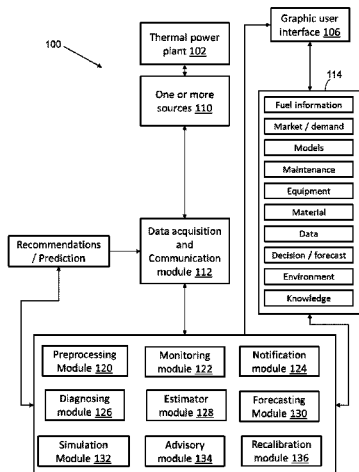 100
Thermal power
plant 102
Graphic user
interface 106
One or more
sources 110
114
Fuel information
Market / demand
Models
Maintenance
Equipment
Material
Data
Decision / forecast
Environment
Knowledge
Recommendations
/ Prediction
Data acquisition
and
Communication
module 112
Preprocessing
Module 120
Monitoring
module 122
Notification
module 124
Diagnosing
module 126
Estimator
module 128
Forecasting
Module 130
Simulation
Module 132
Advisory
module 134
Recalibration
module 136